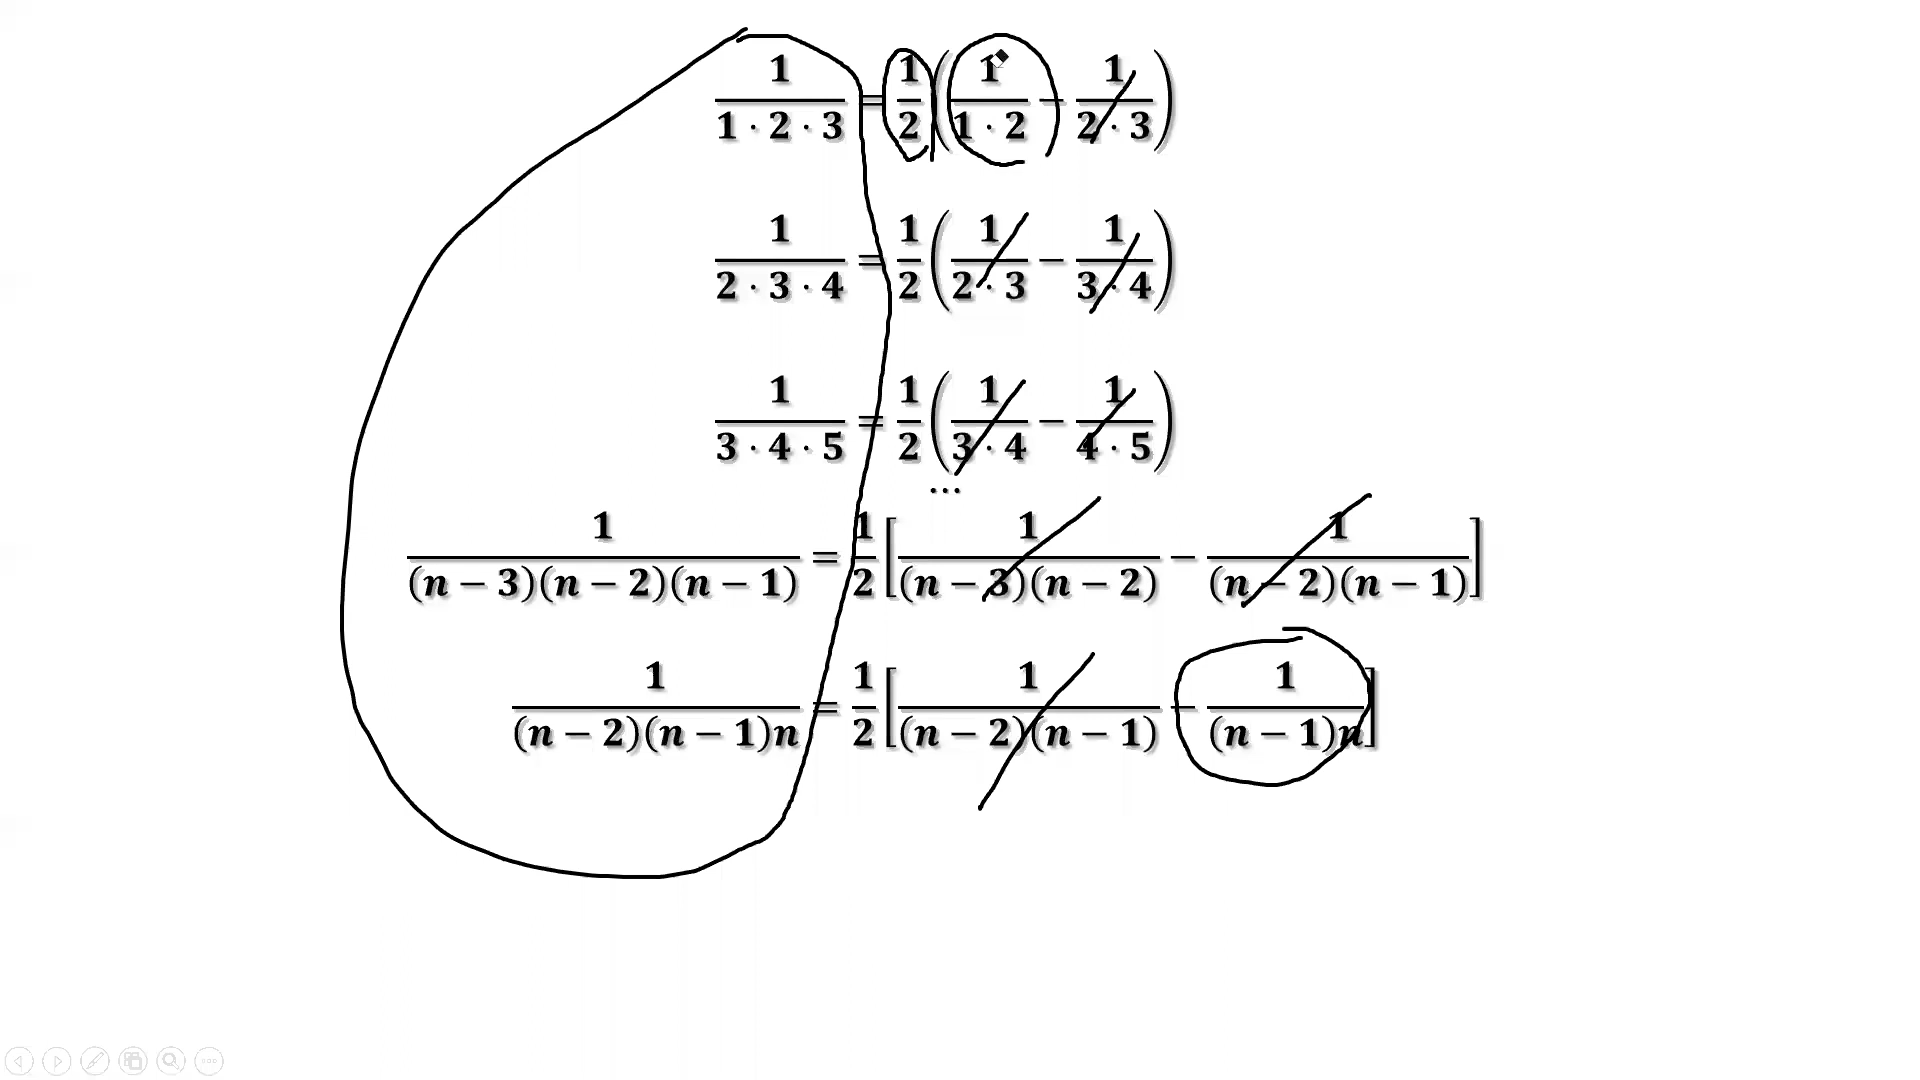 1/(1 · 2 · 3) = 1/2 (1/(1 · 2) − 1/(2 · 3))
1/(2 · 3 · 4) = 1/2 (1/(2 · 3) − 1/(3 · 4))
1/(3 · 4 · 5) = 1/2 (1/(3 · 4) − 1/(4 · 5))
...
1/((n − 3)(n − 2)(n − 1)) = 1/2 [1/((n − 3)(n − 2)) − 1/((n − 2)(n − 1))]
1/((n − 2)(n − 1)n) = 1/2 [1/((n − 2)(n − 1)) − 1/((n − 1)n)]